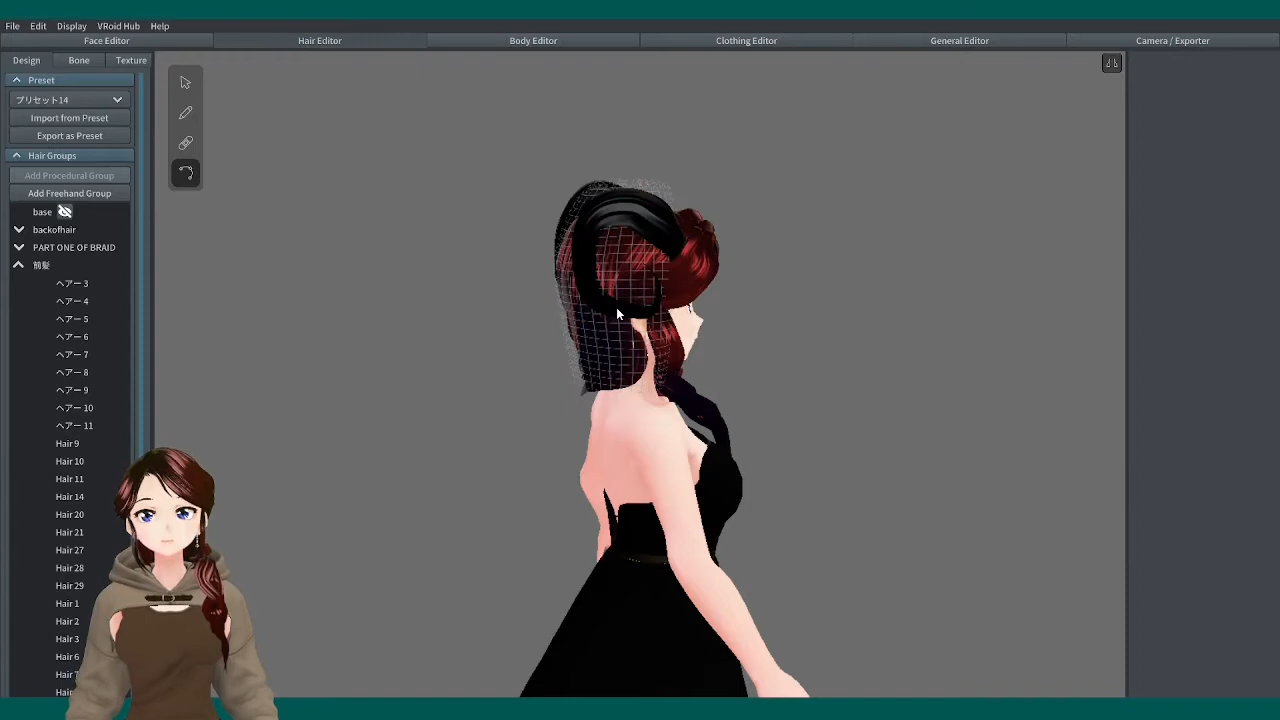 File Edit Display VRoid Hub Help
Face Editor Hair Editor Body Editor Clothing Editor General Editor Camera / Exporter
Design Bone Texture
Preset
プリセット14
Import from Preset
Export as Preset
Hair Groups
Add Procedural Group
Add Freehand Group
base
backofhair
PART ONE OF BRAID
前髪
ヘアー 3
ヘアー 4
ヘアー 5
ヘアー 6
ヘアー 7
ヘアー 8
ヘアー 9
ヘアー 10
ヘアー 11
Hair 9
Hair 10
Hair 11
Hair 14
Hair 20
Hair 21
Hair 27
Hair 28
Hair 29
Hair 1
Hair 2
Hair 3
Hair 6
Hair 7